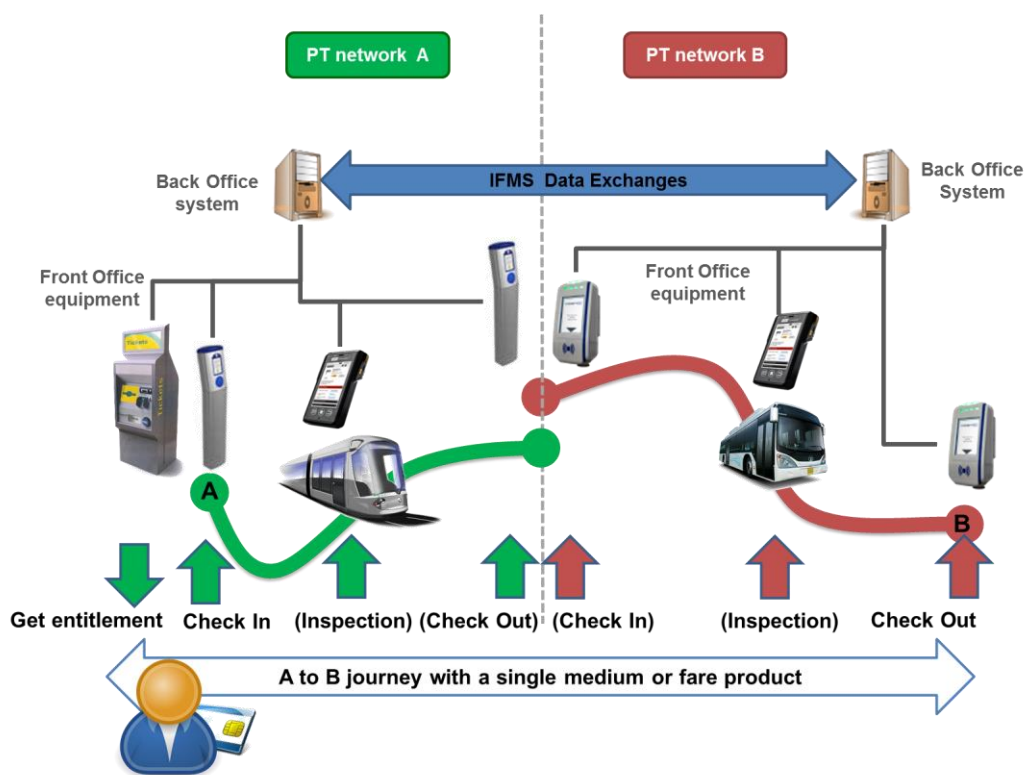 PT network A
PT network B
IFMS Data Exchanges
Back Office
system
Back Office
System
Front Office
equipment
Front Office
equipment
Tickets
Tickets
A
B
Get entitlement
Check In
(Inspection)
(Check Out)
(Check In)
(Inspection)
Check Out
A to B journey with a single medium or fare product